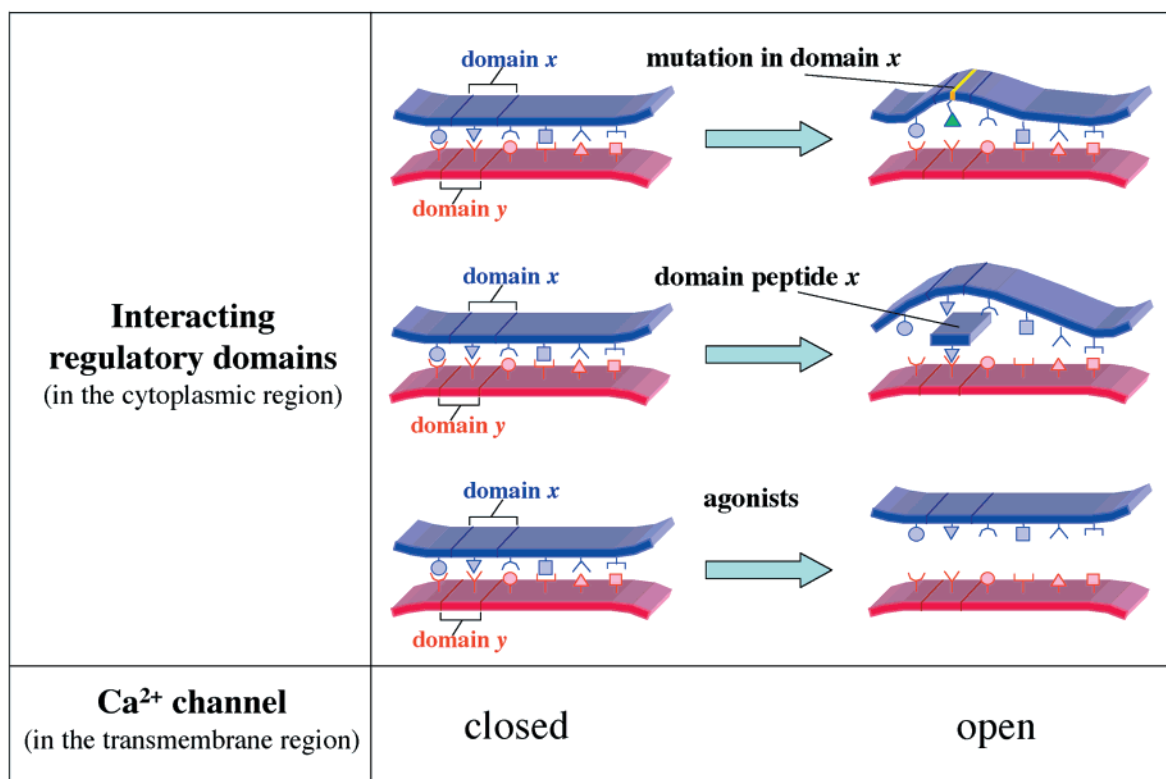 domain x
mutation in domain x
domain y
domain x
domain peptide x
domain y
Interacting
regulatory domains
(in the cytoplasmic region)
domain x
agonists
domain y
Ca²⁺ channel
(in the transmembrane region)
closed
open